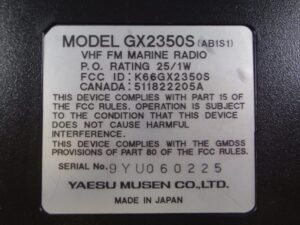 MODEL GX2350S (AB1S1)
VHF FM MARINE RADIO
P.O. RATING 25/1W
FCC ID: K66GX2350S
CANADA: 511822205A
THIS DEVICE COMPLIES WITH PART 15 OF
THE FCC RULES. OPERATION IS SUBJECT
TO THE CONDITION THAT THIS DEVICE
DOES NOT CAUSE HARMFUL
INTERFERENCE.
THIS DEVICE COMPLIES WITH THE GMDSS
PROVISIONS OF PART 80 OF THE FCC RULES.
SERIAL No. 9YU060225
YAESU MUSEN CO.,LTD.
MADE IN JAPAN